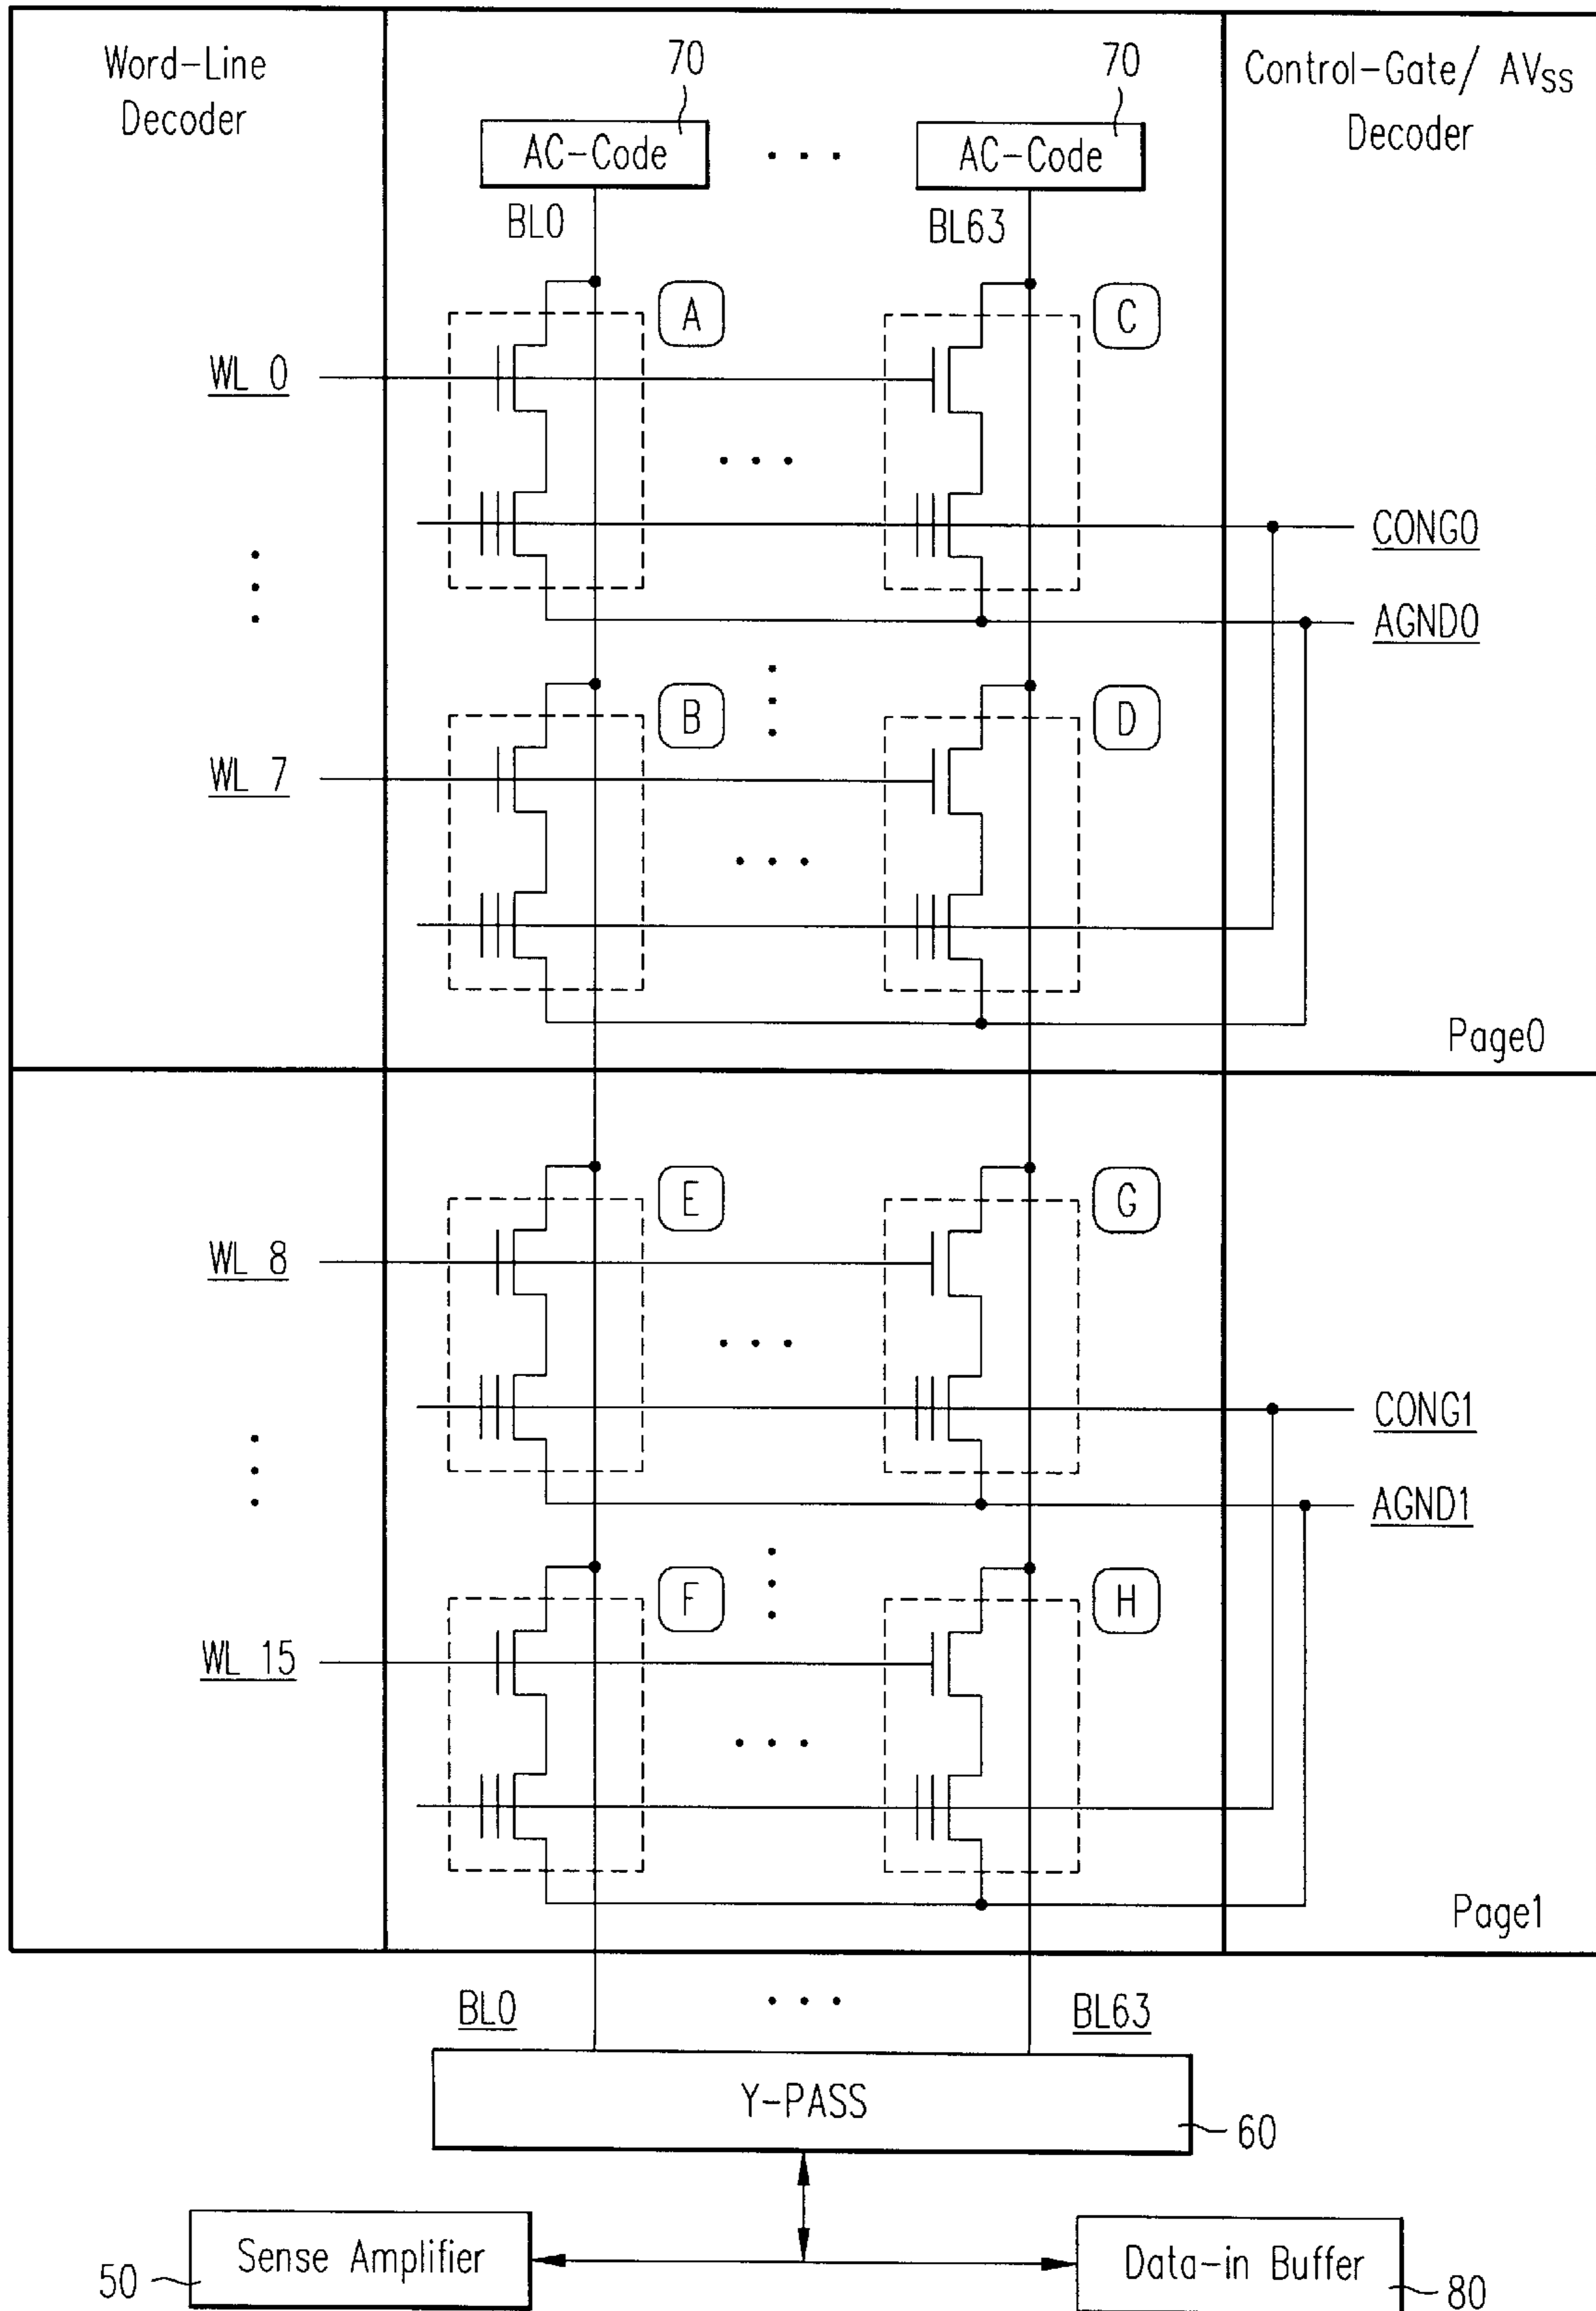 Word-Line
Decoder
70
70
Control-Gate/ AVSS
Decoder
AC-Code
AC-Code
BL0
BL63
A
C
WL 0
CONG0
AGND0
B
D
WL 7
Page0
E
G
WL 8
CONG1
AGND1
F
H
WL 15
Page1
BL0
BL63
Y-PASS
60
Sense Amplifier
Data-in Buffer
50
80